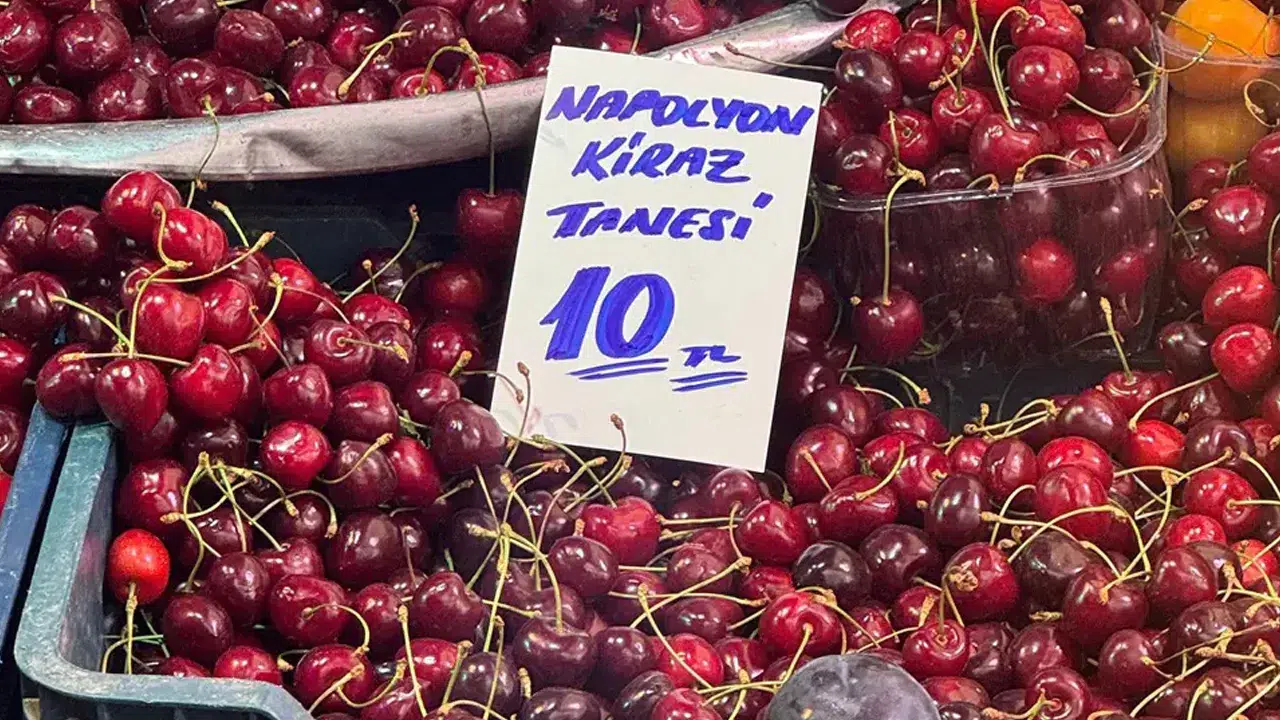 NAPOLYON
KİRAZ
TANESİ
10 TL